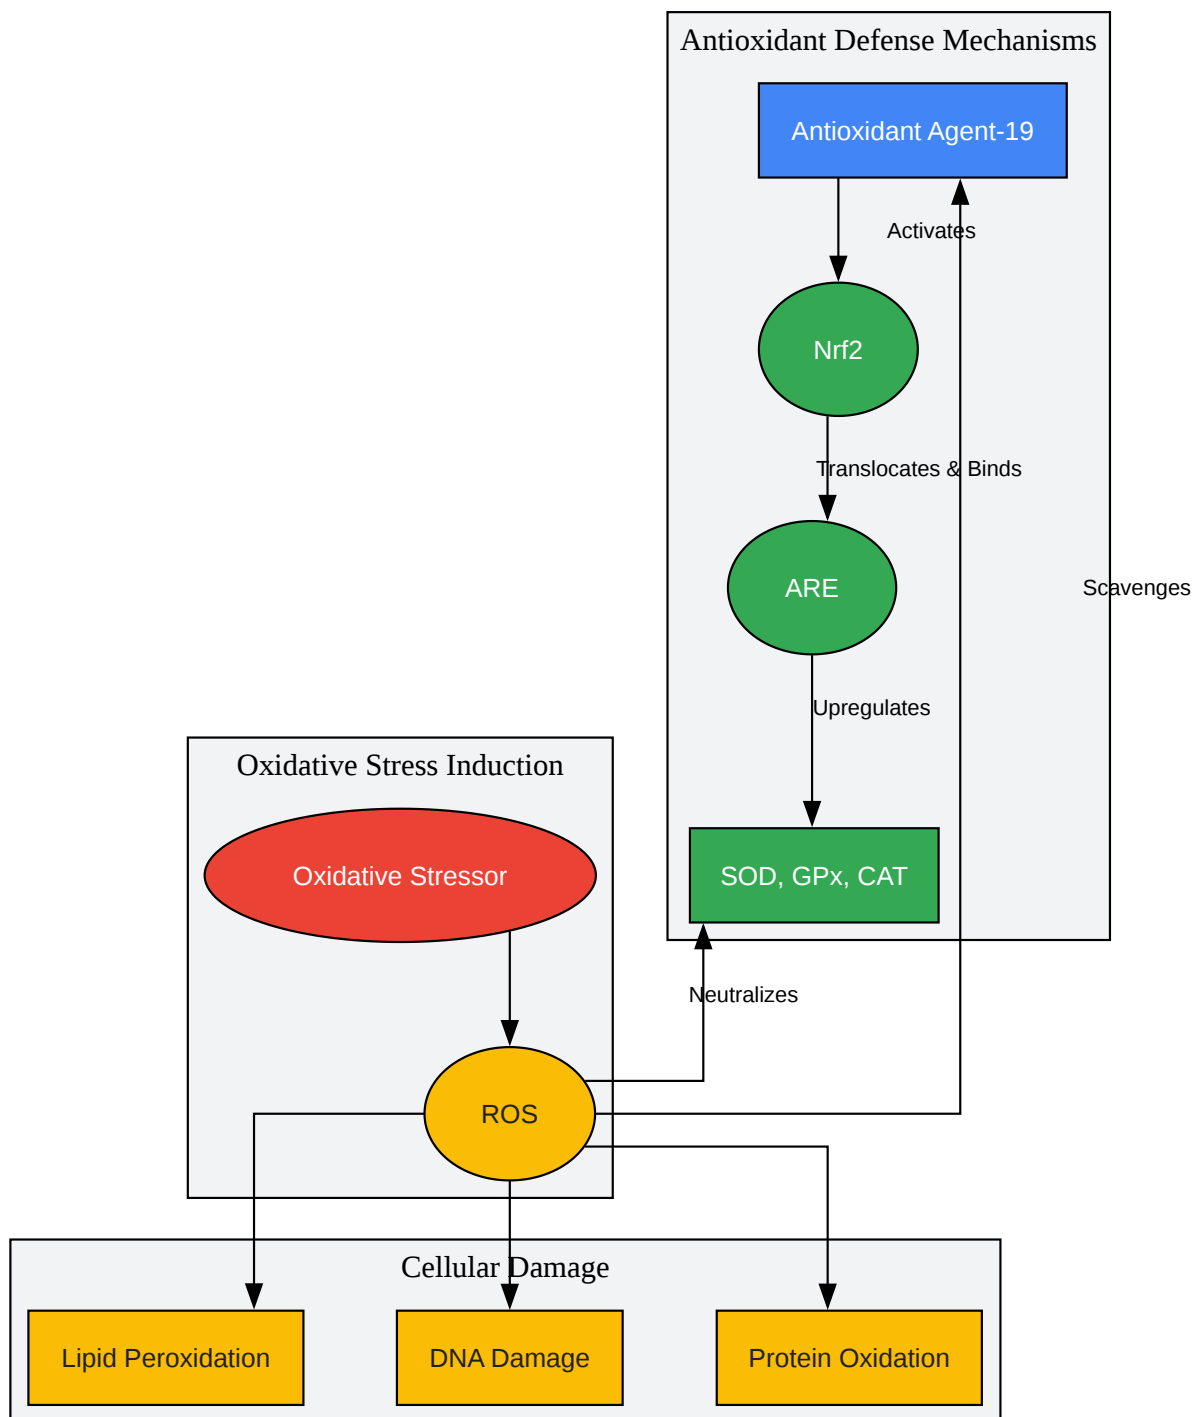 Antioxidant Defense Mechanisms
Antioxidant Agent-19
Activates
Nrf2
Translocates & Binds
ARE
Scavenges
Upregulates
Oxidative Stress Induction
Oxidative Stressor
SOD, GPx, CAT
Neutralizes
ROS
Cellular Damage
Lipid Peroxidation
DNA Damage
Protein Oxidation